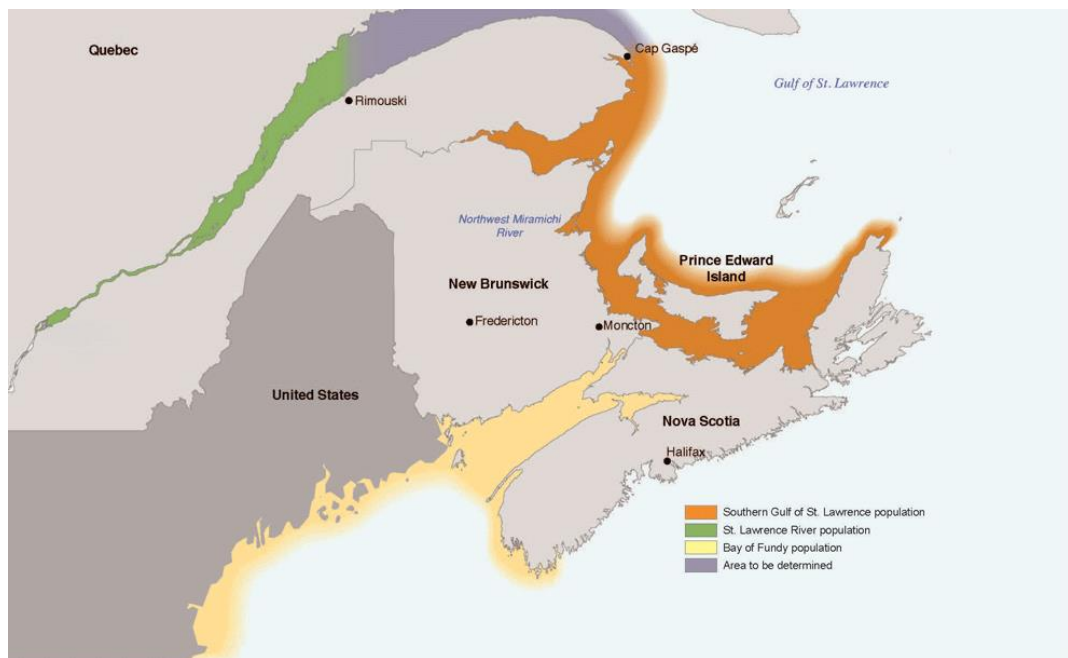 Quebec
Cap Gaspé
Gulf of St. Lawrence
Rimouski
Northwest Miramichi
River
Prince Edward
Island
New Brunswick
Fredericton
Moncton
United States
Nova Scotia
Halifax
Southern Gulf of St. Lawrence population
St. Lawrence River population
Bay of Fundy population
Area to be determined